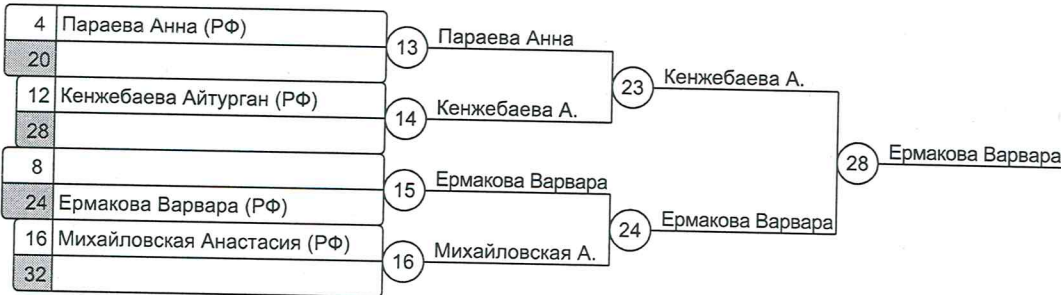 4 Параева Анна (РФ)
20
13 Параева Анна
12 Кенжебаева Айтурган (РФ)
28
14 Кенжебаева А.
23 Кенжебаева А.
8
24 Ермакова Варвара (РФ)
15 Ермакова Варвара
16 Михайловская Анастасия (РФ)
32
16 Михайловская А.
24 Ермакова Варвара
28 Ермакова Варвара